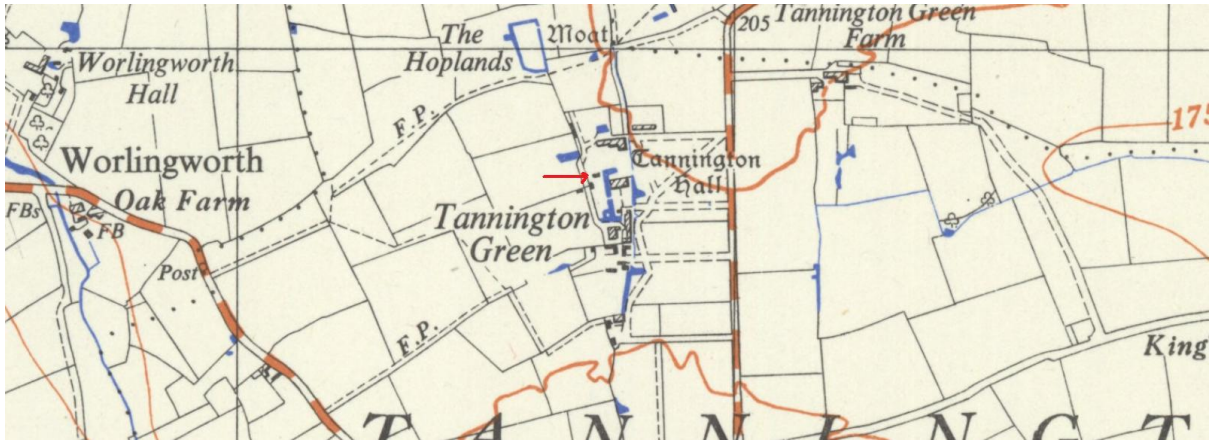 The
Hoplands
Moat
205
Tannington Green
Farm
Worlingworth
Hall
F.P.
175
Worlingworth
Oak Farm
Tannington
Hall
FBs
FB
Tannington
Green
Post
F.P.
King
TANNINGT